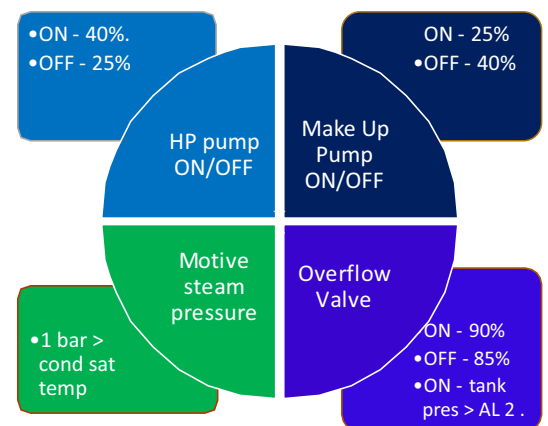 •ON - 40%.
•OFF - 25%
ON - 25%
•OFF - 40%
HP pump
ON/OFF
Make Up
Pump
ON/OFF
Motive
steam
pressure
Overflow
Valve
•1 bar >
cond sat
temp
ON - 90%
•OFF - 85%
•ON - tank
pres > AL 2 .